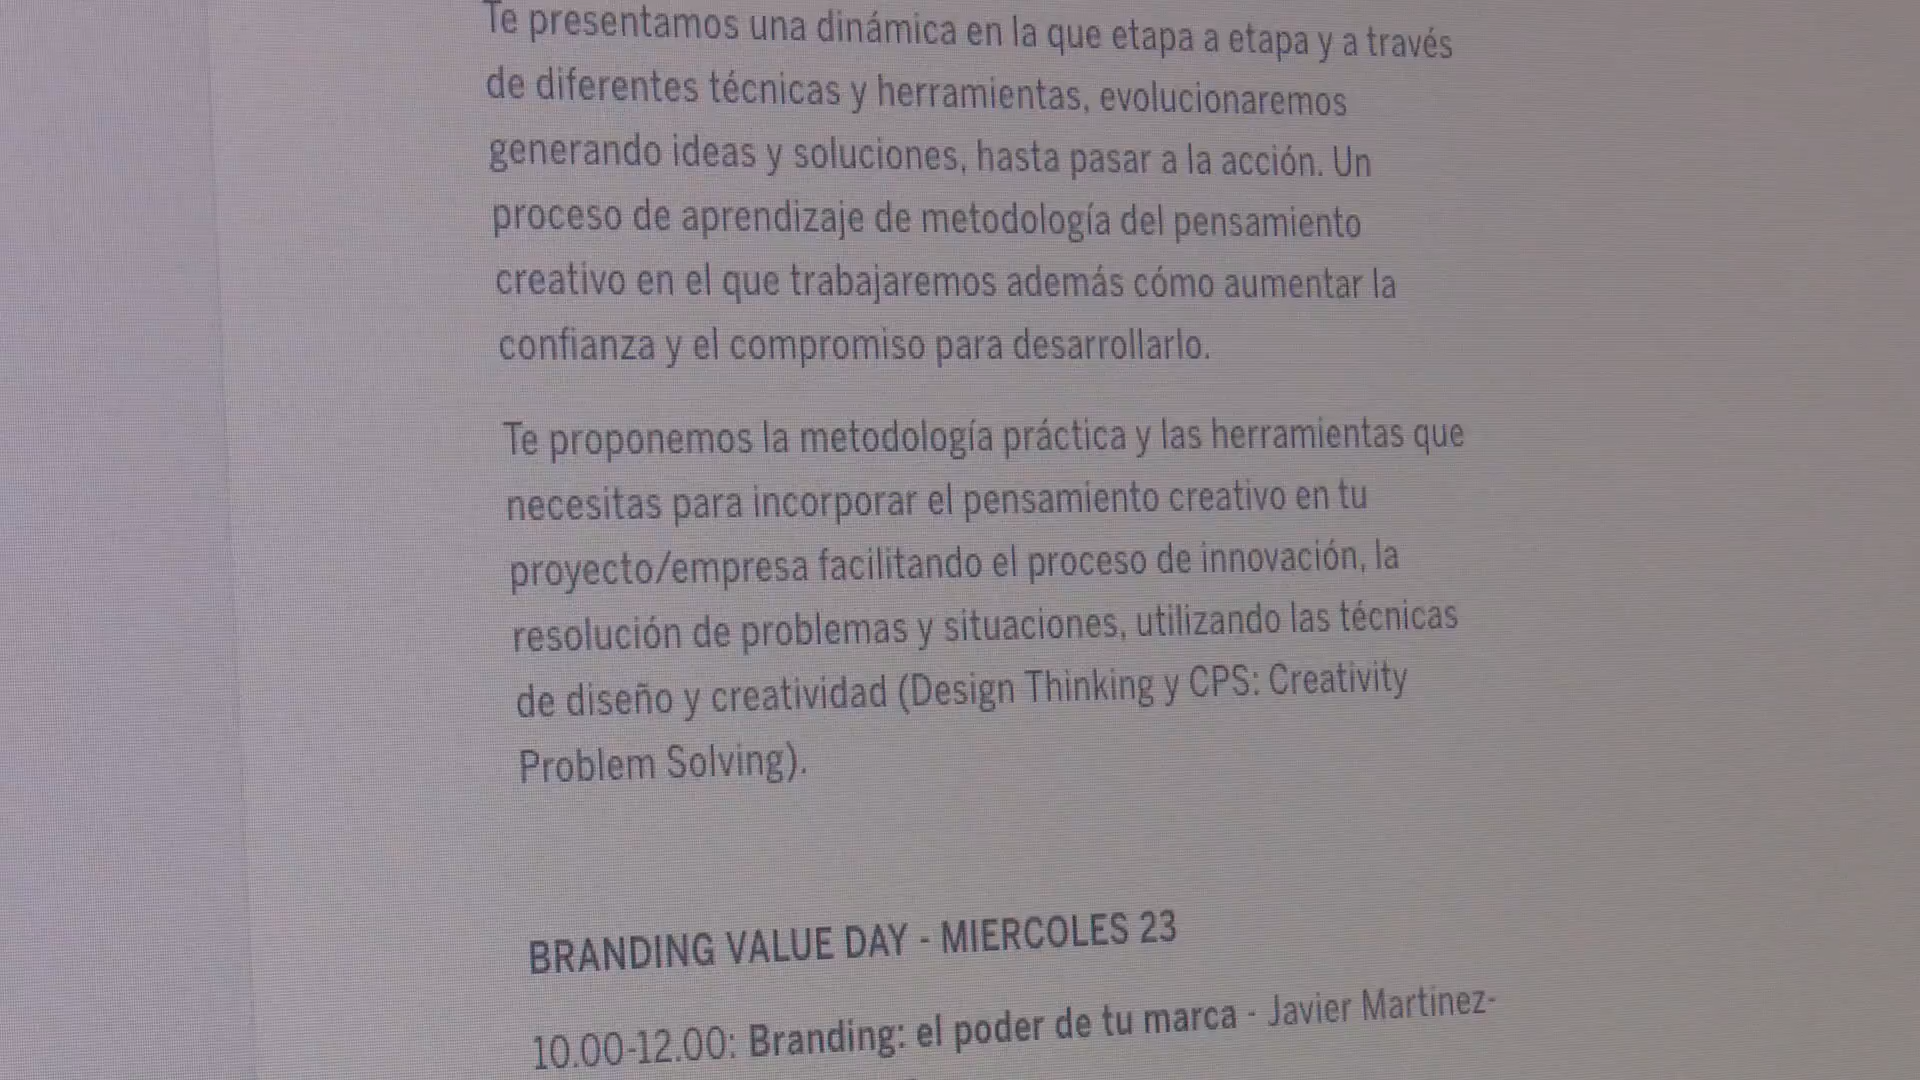 Te presentamos una dinámica en la que etapa a etapa y a través
de diferentes técnicas y herramientas, evolucionaremos
generando ideas y soluciones, hasta pasar a la acción. Un
proceso de aprendizaje de metodología del pensamiento
creativo en el que trabajaremos además cómo aumentar la
confianza y el compromiso para desarrollarlo.
Te proponemos la metodología práctica y las herramientas que
necesitas para incorporar el pensamiento creativo en tu
proyecto/empresa facilitando el proceso de innovación, la
resolución de problemas y situaciones, utilizando las técnicas
de diseño y creatividad (Design Thinking y CPS: Creativity
Problem Solving).
BRANDING VALUE DAY - MIERCOLES 23
10.00-12.00: Branding: el poder de tu marca - Javier Martinez-